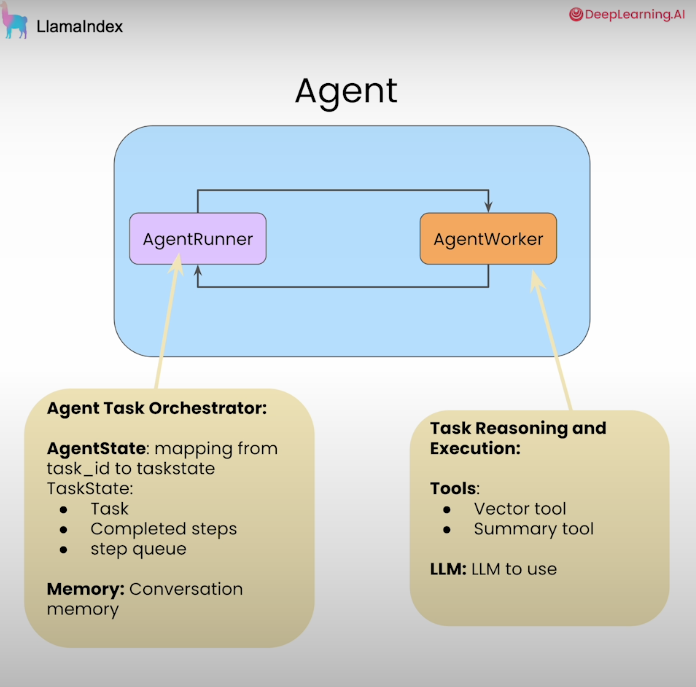 LlamaIndex
DeepLearning.AI
Agent
AgentRunner
AgentWorker
Agent Task Orchestrator:
AgentState: mapping from
task_id to taskstate
TaskState:
● Task
● Completed steps
● step queue
Memory: Conversation
memory
Task Reasoning and
Execution:
Tools:
● Vector tool
● Summary tool
LLM: LLM to use